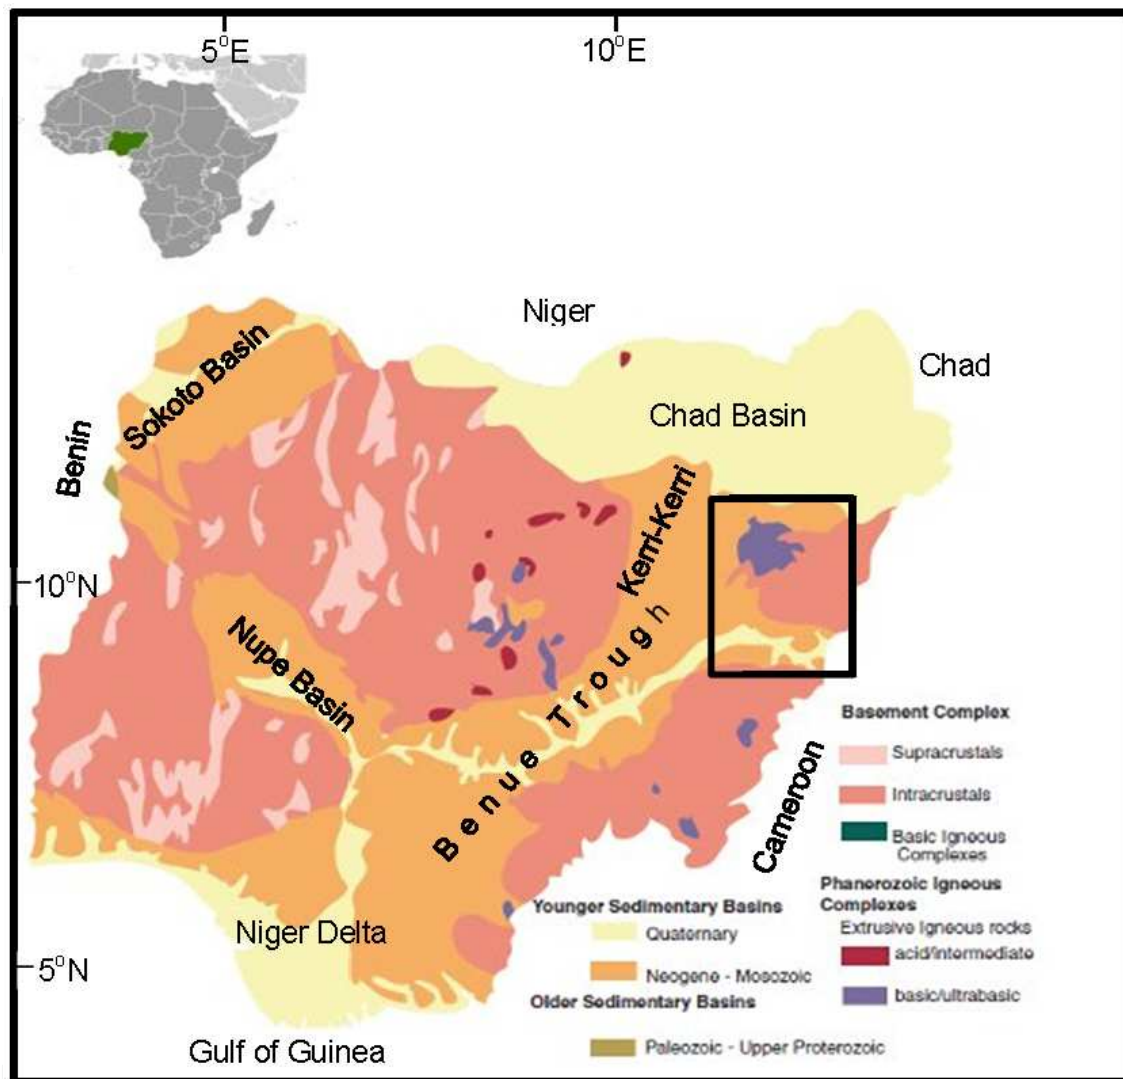 5°E
10°E
Niger
Chad
Sokoto Basin
Chad Basin
Benin
Kerri-Kerri
10°N
Nupe Basin
Benue Trough
Basement Complex
Supracrustals
Intracrustals
Basic Igneous
Complexes
Cameroon
Phanerozoic Igneous
Complexes
Extrusive Igneous rocks
acid/intermediate
basic/ultrabasic
Younger Sedimentary Basins
Quaternary
Neogene - Mosozoic
Older Sedimentary Basins
Paleozoic - Upper Proterozoic
Niger Delta
5°N
Gulf of Guinea